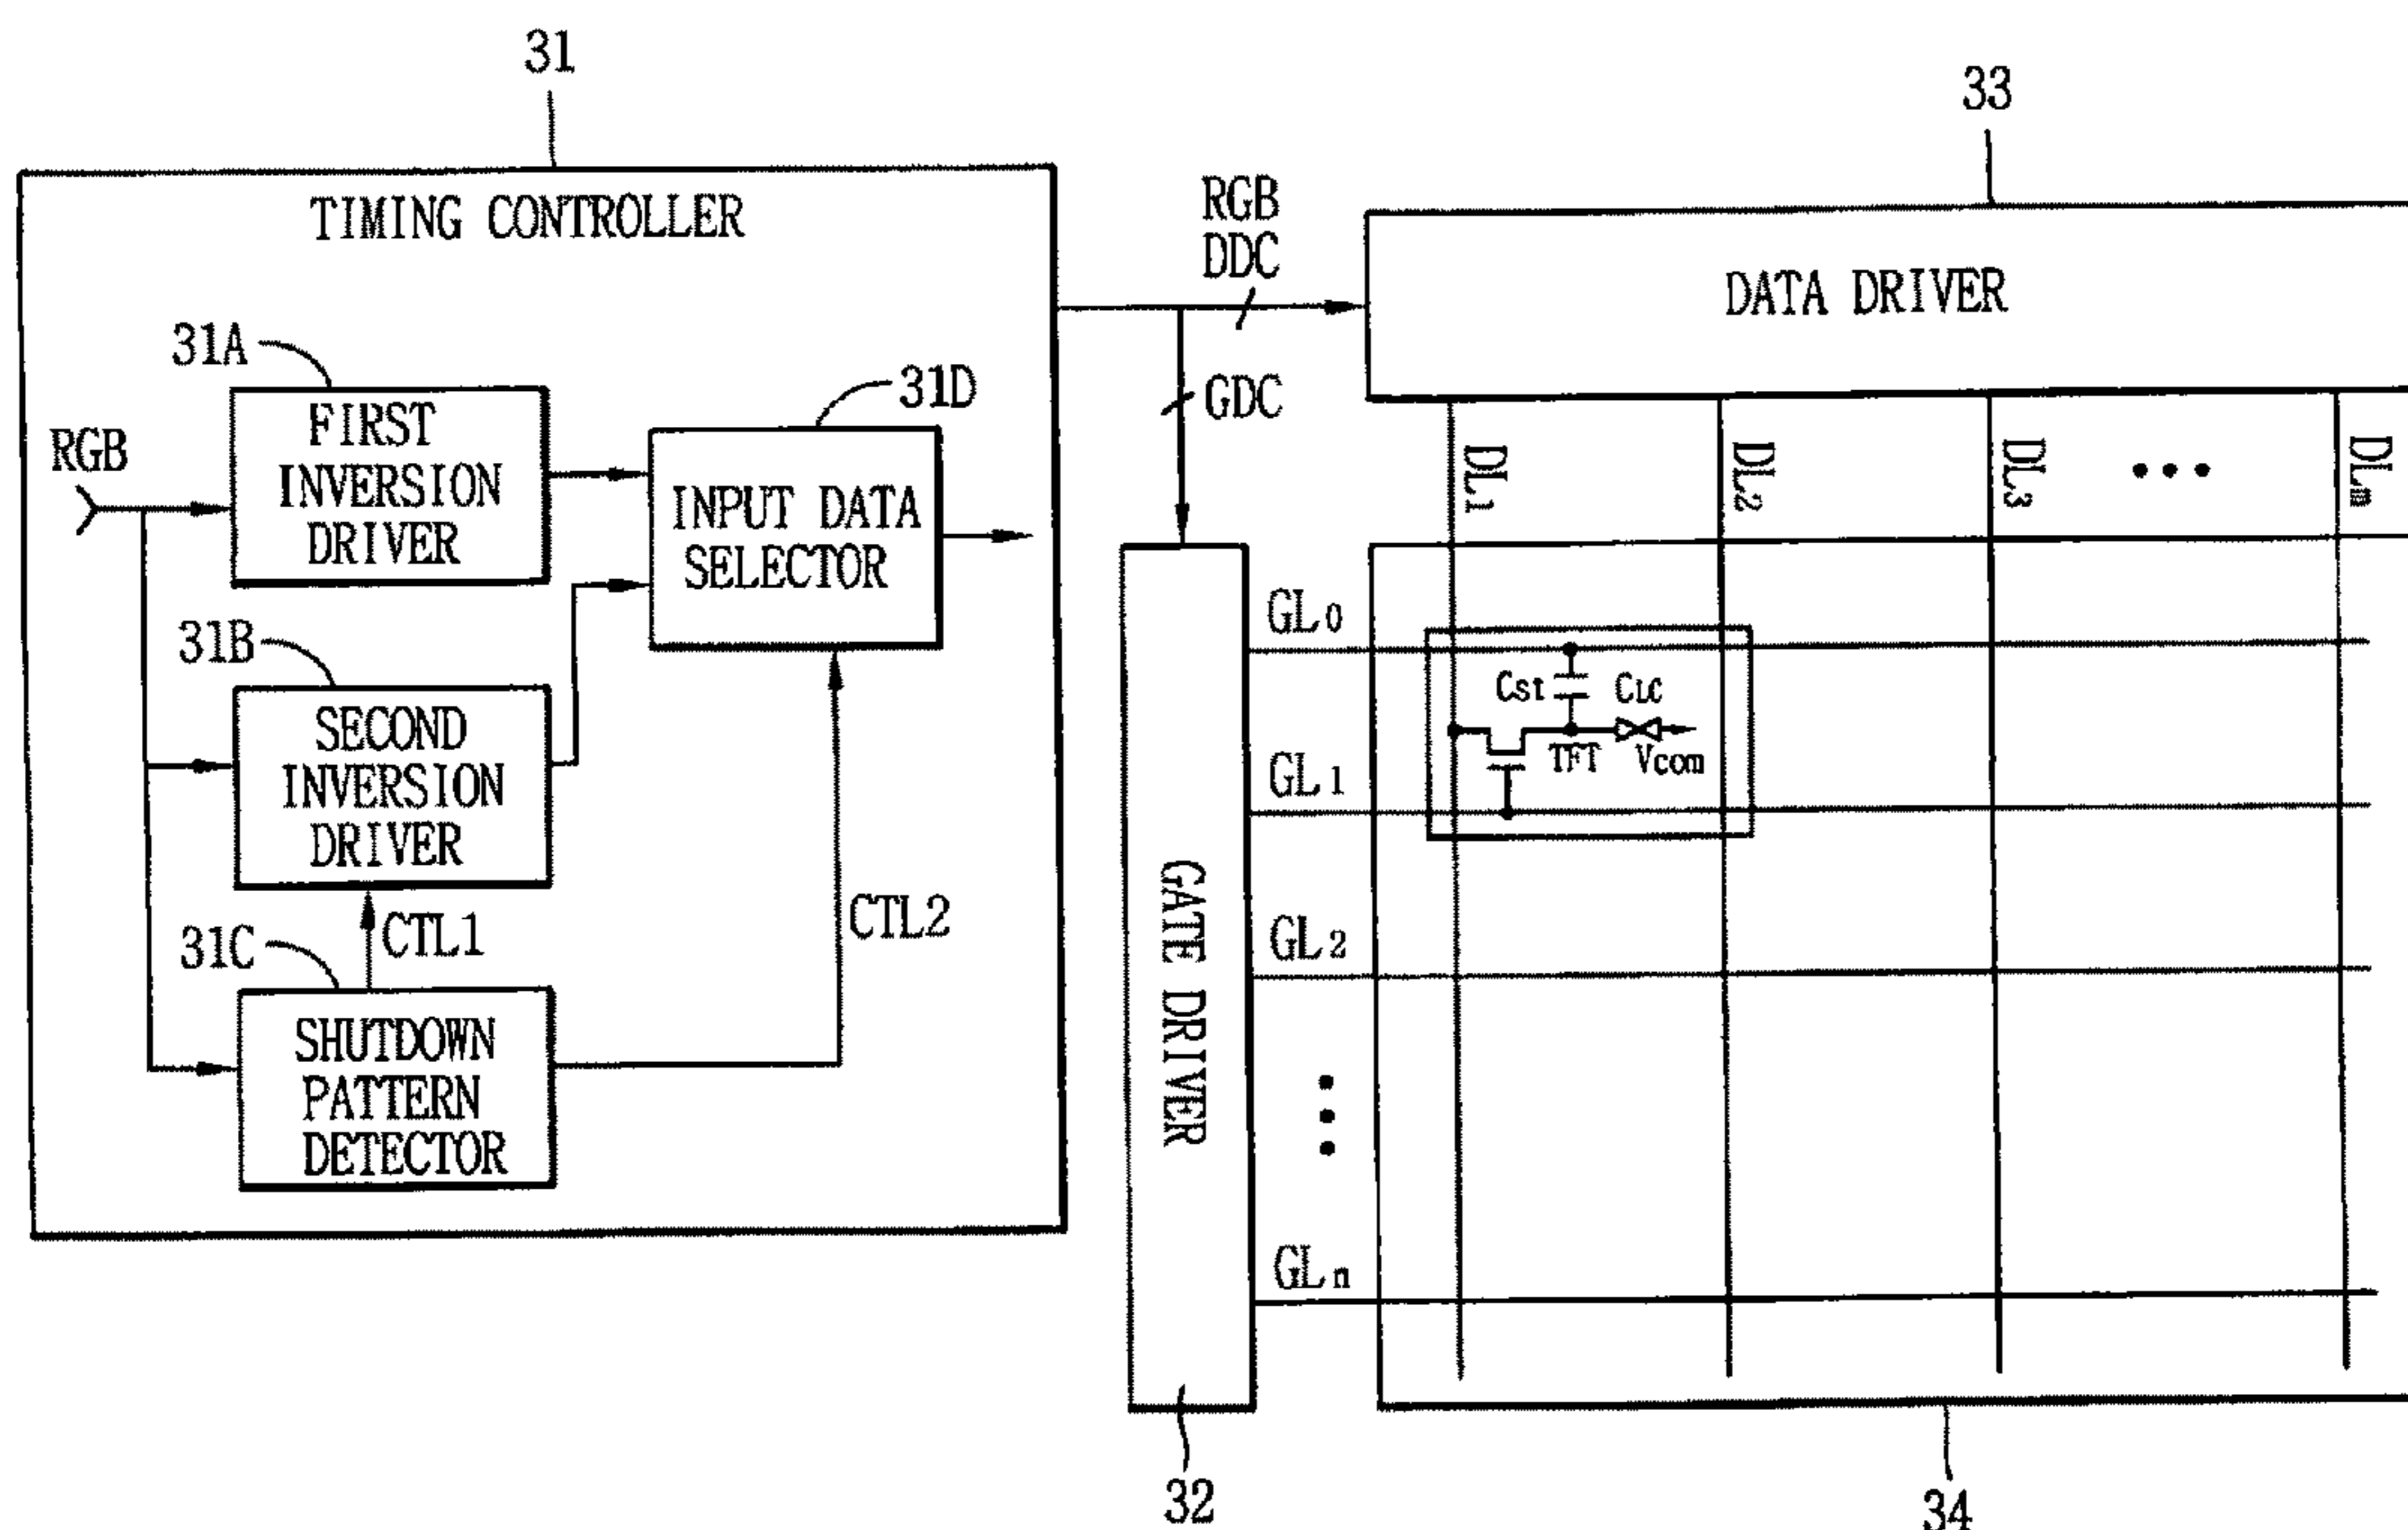 31
33
TIMING CONTROLLER
RGB
DDC
DATA DRIVER
31A
31D
GDC
FIRST
INVERSION
DRIVER
RGB
INPUT DATA
SELECTOR
DL1
DL2
DL3
•••
DLm
31B
SECOND
INVERSION
DRIVER
GL0
Cst
CLC
TFT
Vcom
GL1
CTL1
CTL2
31C
SHUTDOWN
PATTERN
DETECTOR
GATE DRIVER
GL2
GLn
32
34